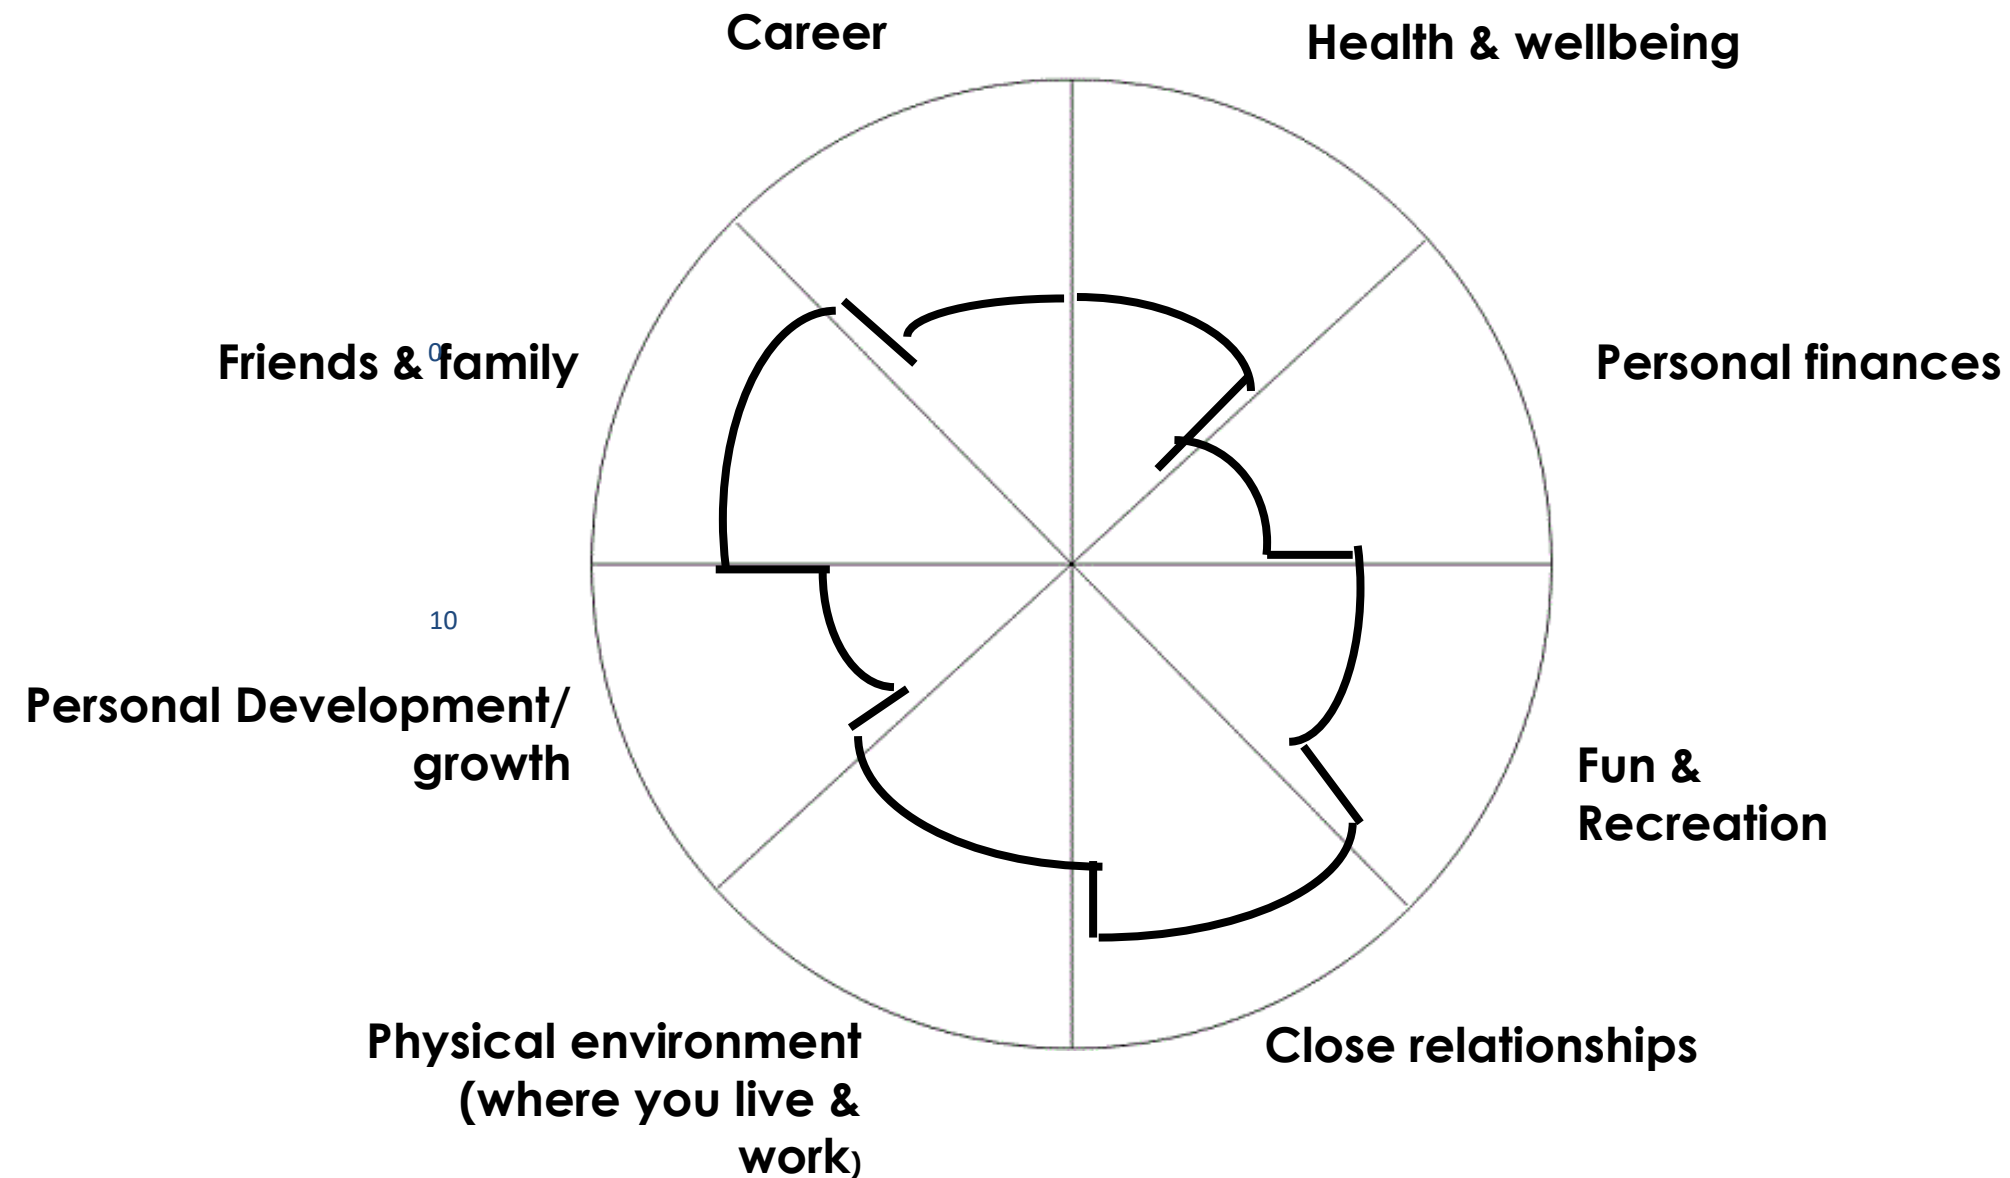 Career
Health & wellbeing
Friends & family
0
Personal finances
10
Personal Development/
growth
Fun &
Recreation
Physical environment
(where you live &
work)
Close relationships